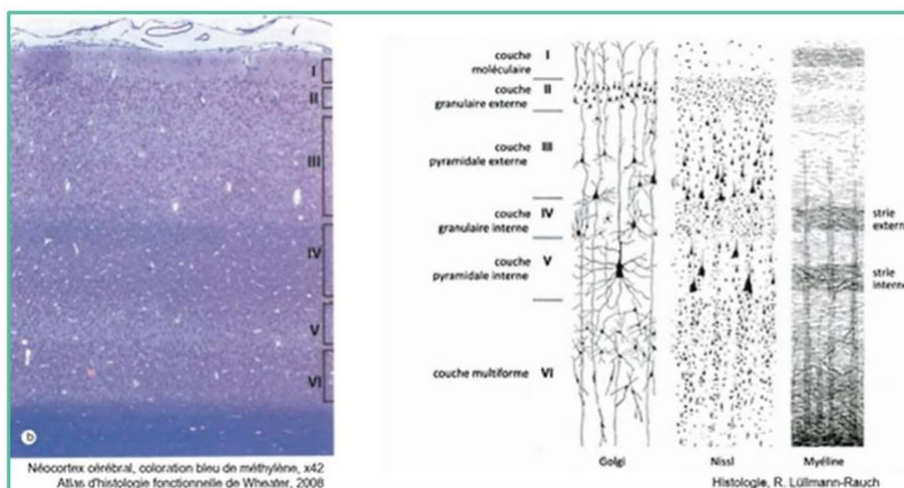 I
II
III
IV
V
VI
b
Néocortex cérébral, coloration bleu de méthylène, x42
Atlas d'histologie fonctionnelle de Wheater, 2008
couche I
moléculaire
couche II
granulaire externe
couche III
pyramidale externe
couche IV
granulaire interne
couche V
pyramidale interne
couche multiforme VI
strie
extern
strie
interne
Golgi
Nissl
Myéline
Histologie, R. Lüllmann-Rauch